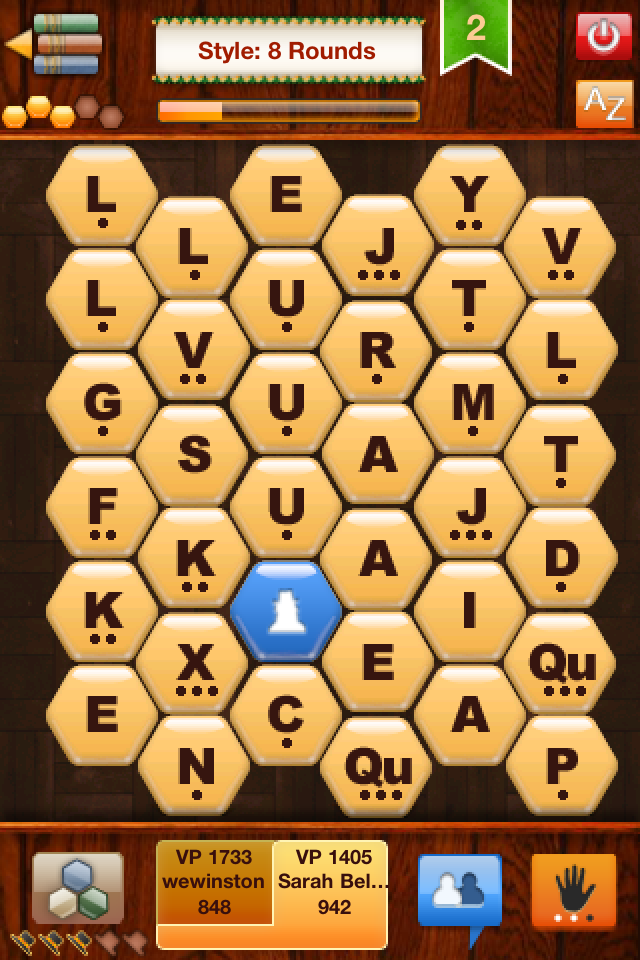 2
Style: 8 Rounds
AZ
L E Y
L J V
L U T
V R L
G U M
S A T
F U J
K A D
K I
X E Qu
E C A
N Qu P
VP 1733 VP 1405
wewinston Sarah Bel...
848 942